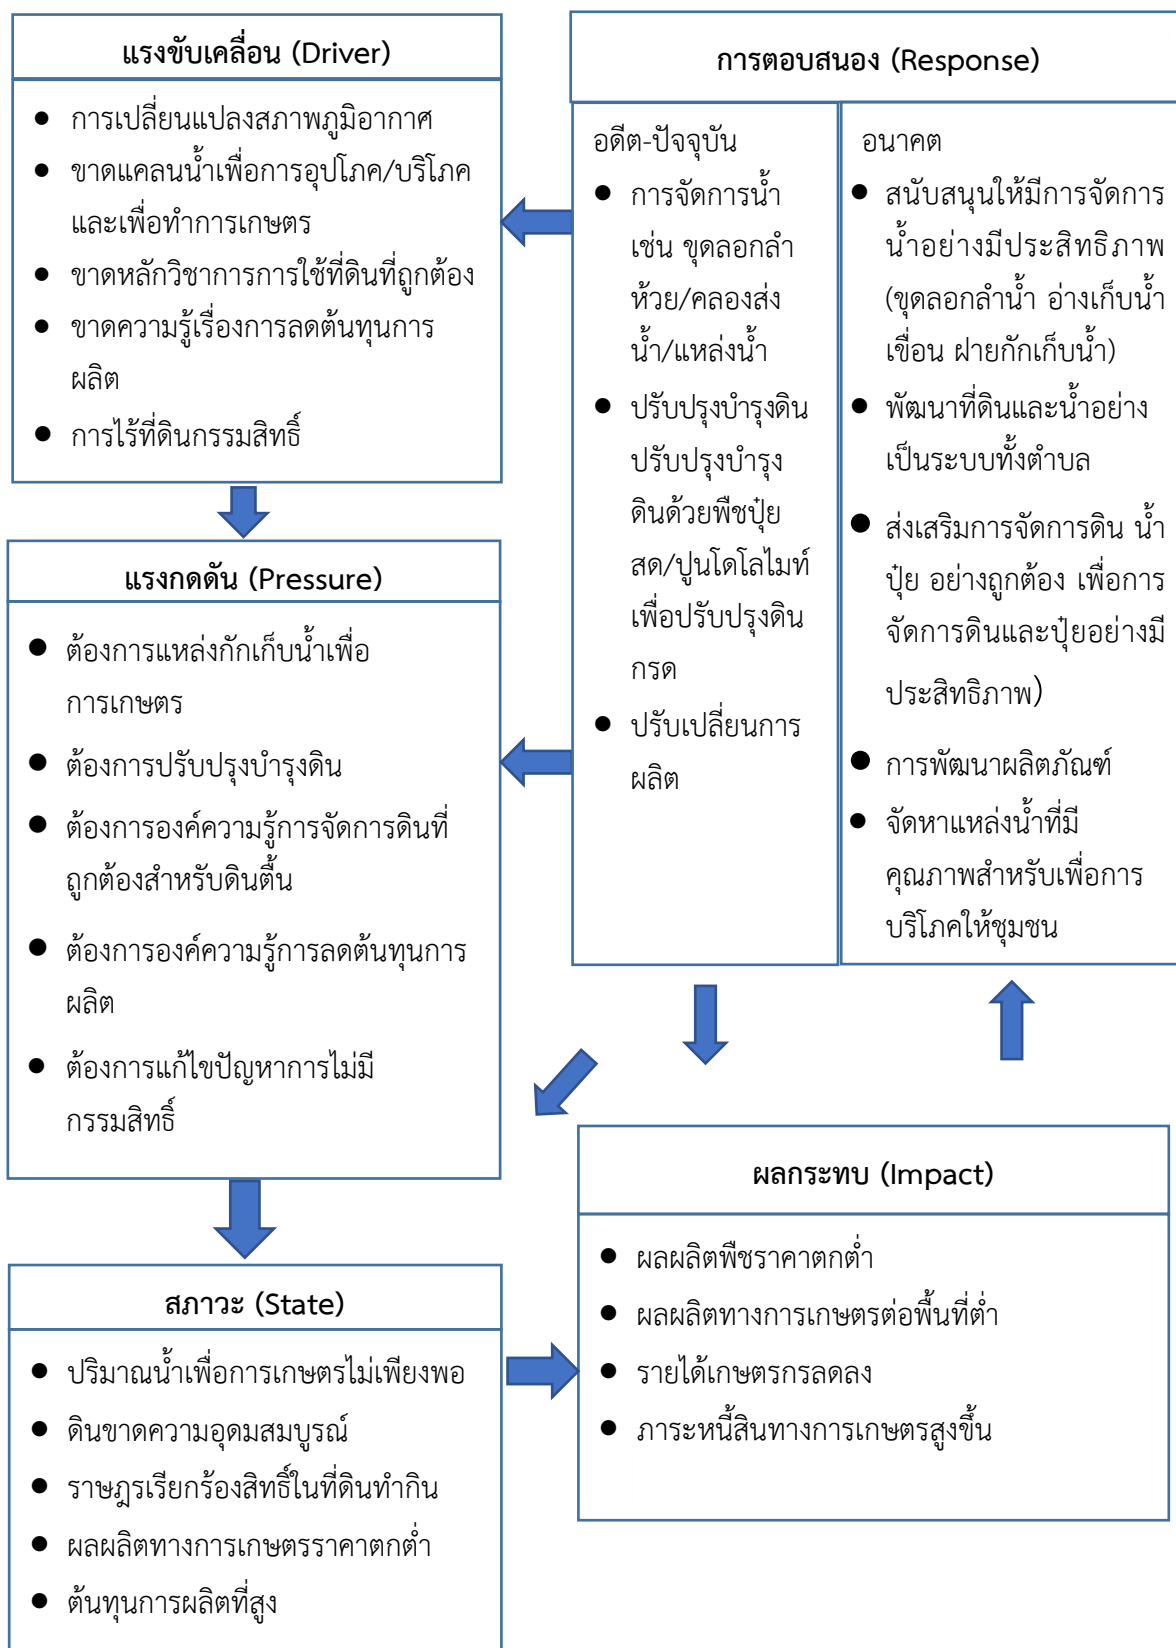 แรงขับเคลื่อน (Driver)
● การเปลี่ยนแปลงสภาพภูมิอากาศ
● ขาดแคลนน้ำเพื่อการอุปโภค/บริโภค
และเพื่อทำการเกษตร
● ขาดหลักวิชาการการใช้ที่ดินที่ถูกต้อง
● ขาดความรู้เรื่องการลดต้นทุนการ
ผลิต
● การไร้ที่ดินกรรมสิทธิ์
แรงกดดัน (Pressure)
● ต้องการแหล่งกักเก็บน้ำเพื่อ
การเกษตร
● ต้องการปรับปรุงบำรุงดิน
● ต้องการองค์ความรู้การจัดการดินที่
ถูกต้องสำหรับดินตื้น
● ต้องการองค์ความรู้การลดต้นทุนการ
ผลิต
● ต้องการแก้ไขปัญหาการไม่มี
กรรมสิทธิ์
สภาวะ (State)
● ปริมาณน้ำเพื่อการเกษตรไม่เพียงพอ
● ดินขาดความอุดมสมบูรณ์
● ราษฎรเรียกร้องสิทธิ์ในที่ดินทำกิน
● ผลผลิตทางการเกษตรราคาตกต่ำ
● ต้นทุนการผลิตที่สูง
การตอบสนอง (Response)
อดีต-ปัจจุบัน
● การจัดการน้ำ
เช่น ขุดลอกลำ
ห้วย/คลองส่ง
น้ำ/แหล่งน้ำ
● ปรับปรุงบำรุงดิน
ปรับปรุงบำรุง
ดินด้วยพืชปุ๋ย
สด/ปูนโดโลไมท์
เพื่อปรับปรุงดิน
กรด
● ปรับเปลี่ยนการ
ผลิต
อนาคต
● สนับสนุนให้มีการจัดการ
น้ำอย่างมีประสิทธิภาพ
(ขุดลอกลำน้ำ อ่างเก็บน้ำ
เขื่อน ฝายกักเก็บน้ำ)
● พัฒนาที่ดินและน้ำอย่าง
เป็นระบบทั้งตำบล
● ส่งเสริมการจัดการดิน น้ำ
ปุ๋ย อย่างถูกต้อง เพื่อการ
จัดการดินและปุ๋ยอย่างมี
ประสิทธิภาพ)
● การพัฒนาผลิตภัณฑ์
● จัดหาแหล่งน้ำที่มี
คุณภาพสำหรับเพื่อการ
บริโภคให้ชุมชน
ผลกระทบ (Impact)
● ผลผลิตพืชราคาตกต่ำ
● ผลผลิตทางการเกษตรต่อพื้นที่ต่ำ
● รายได้เกษตรกรลดลง
● ภาระหนี้สินทางการเกษตรสูงขึ้น